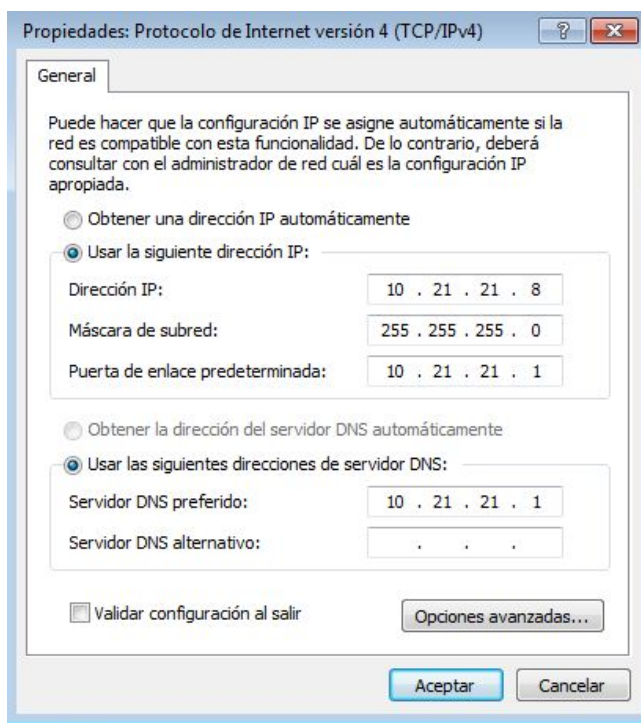 Propiedades: Protocolo de Internet versión 4 (TCP/IPv4)
General
Puede hacer que la configuración IP se asigne automáticamente si la
red es compatible con esta funcionalidad. De lo contrario, deberá
consultar con el administrador de red cuál es la configuración IP
apropiada.
Obtener una dirección IP automáticamente
Usar la siguiente dirección IP:
Dirección IP: 10 . 21 . 21 . 8
Máscara de subred: 255 . 255 . 255 . 0
Puerta de enlace predeterminada: 10 . 21 . 21 . 1
Obtener la dirección del servidor DNS automáticamente
Usar las siguientes direcciones de servidor DNS:
Servidor DNS preferido: 10 . 21 . 21 . 1
Servidor DNS alternativo: . . .
Validar configuración al salir Opciones avanzadas...
Aceptar Cancelar